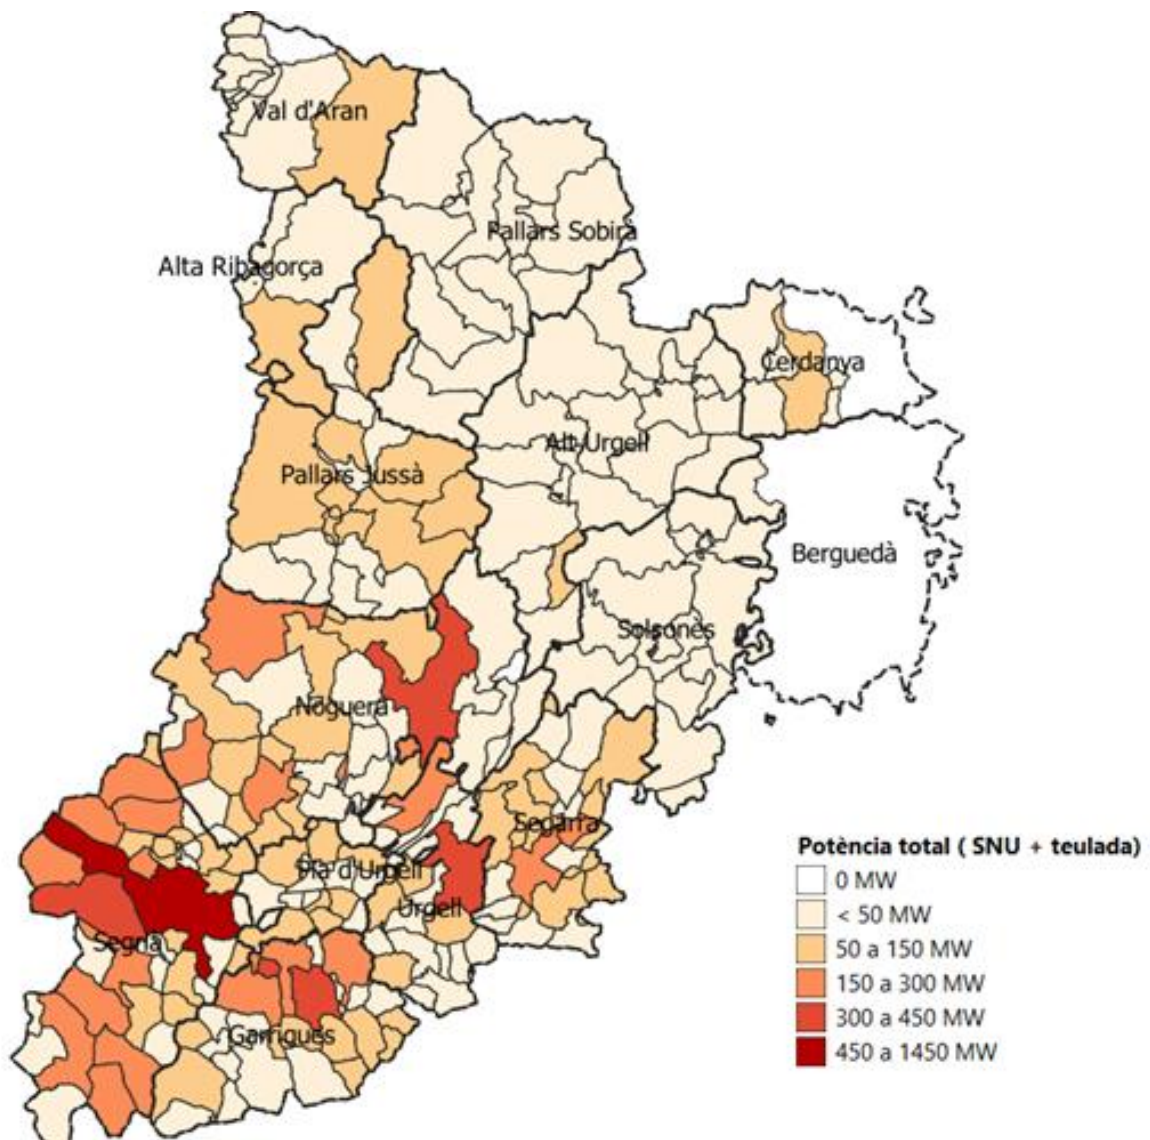 Val d'Aran
Pallars Sobirà
Alta Ribagorça
Cerdanya
Alt Urgell
Pallars Jussà
Berguedà
Solsonès
Noguera
Segarra
Pla d'Urgell
Urgell
Segrià
Garrigues
Potència total ( SNU + teulada)
0 MW
< 50 MW
50 a 150 MW
150 a 300 MW
300 a 450 MW
450 a 1450 MW